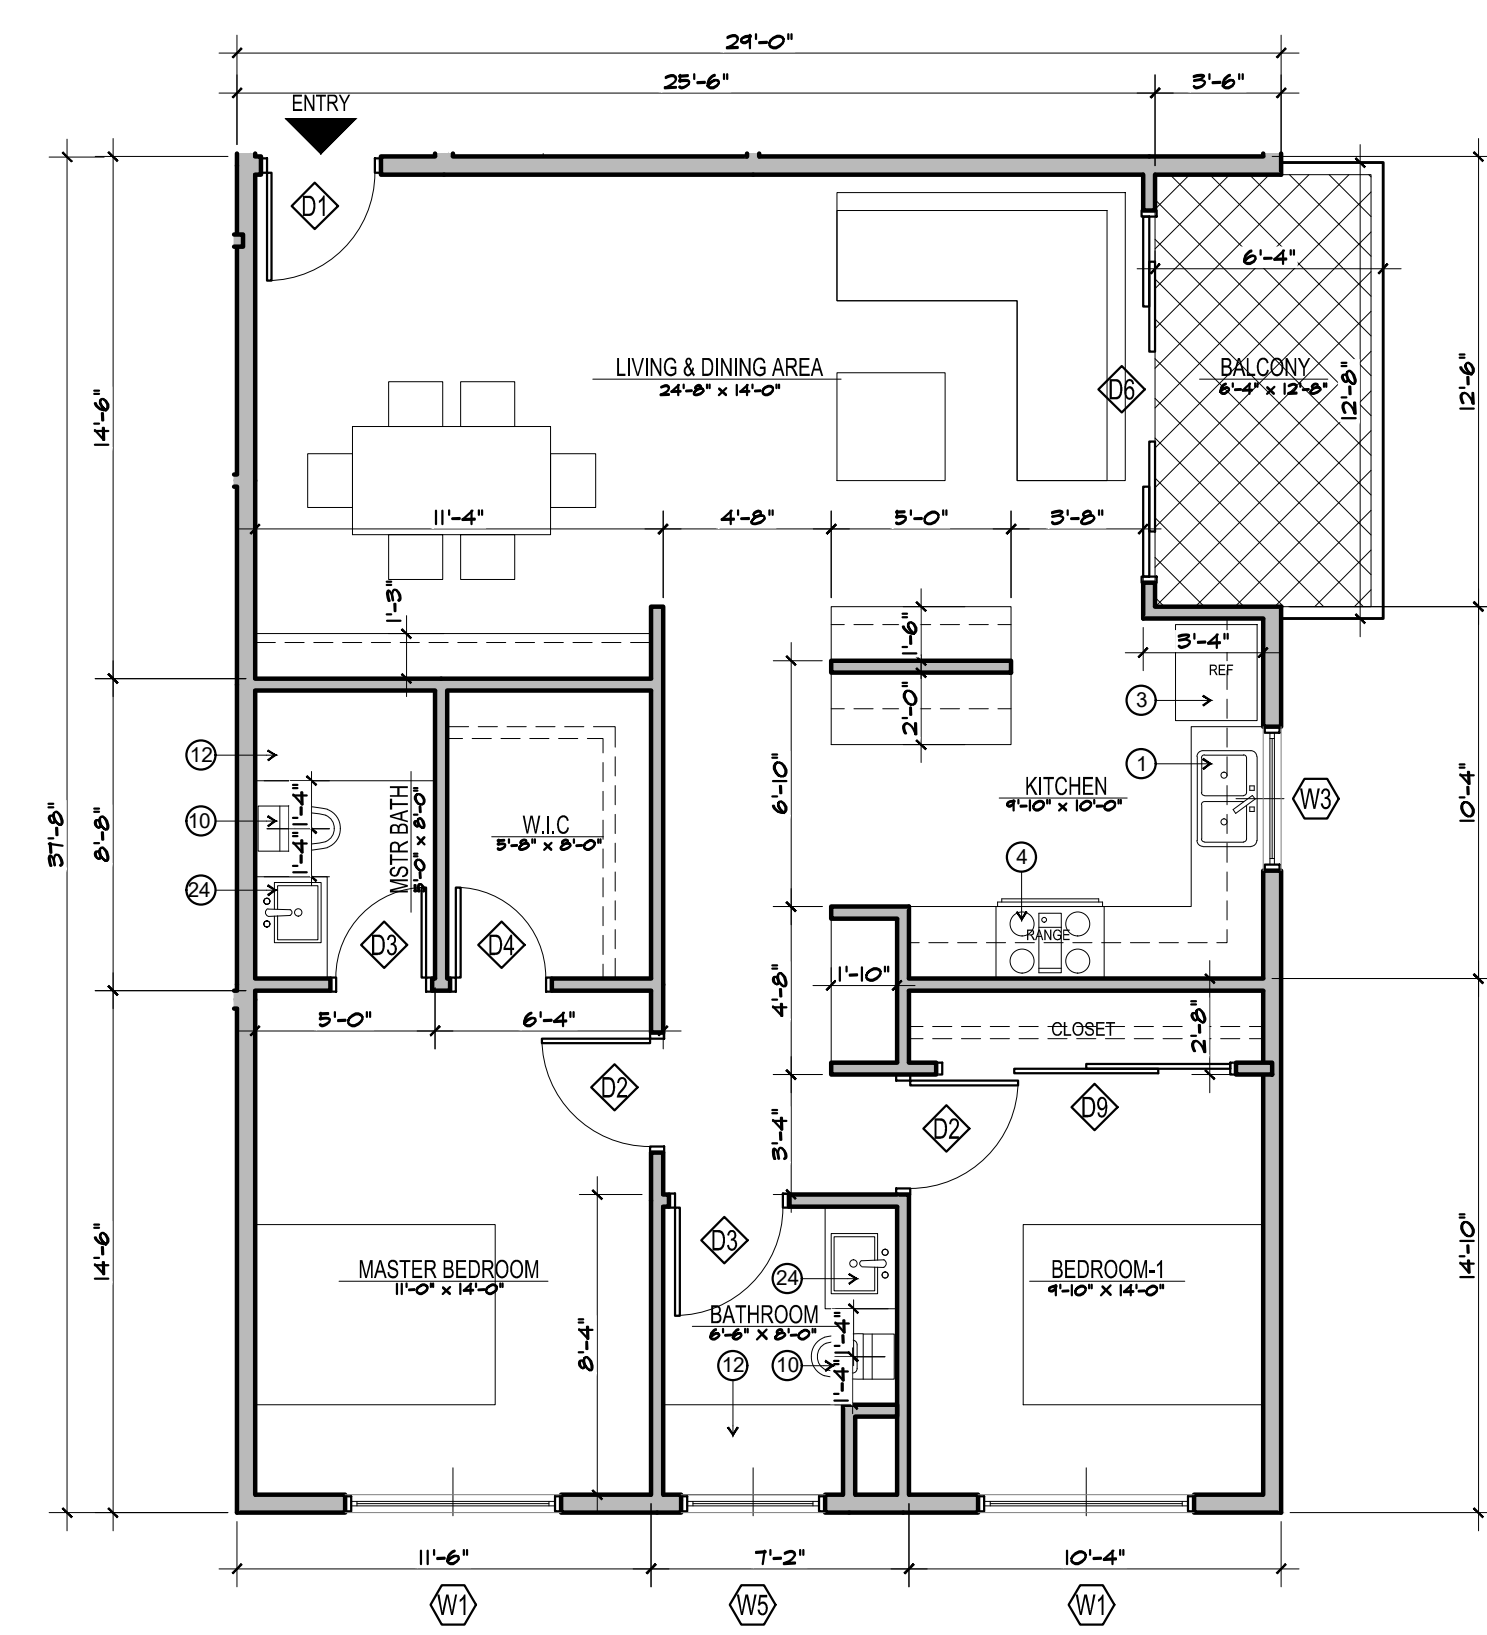 29'-0"
25'-6"
3'-6"
ENTRY
D1
6'-4"
LIVING & DINING AREA
24'-8" x 14'-0"
BALCONY
6'-4" x 12'-8"
12'-8"
D6
12'-6"
14'-6"
11'-4"
4'-8"
5'-0"
3'-8"
1'-3"
1'-6"
3'-4"
REF
3
2'-0"
12
1
KITCHEN
9'-10" x 10'-0"
W3
6'-10"
10'-4"
37'-8"
8'-8"
10
1'-4"
1'-4"
MSTR BATH
5'-0" x 8'-0"
W.I.C
5'-8" x 8'-0"
4
24
D3
D4
RANGE
1'-10"
4'-8"
5'-0"
6'-4"
CLOSET
2'-8"
D2
D9
D2
3'-4"
D3
14'-6"
MASTER BEDROOM
11'-0" x 14'-0"
24
BEDROOM-1
9'-10" X 14'-0"
14'-10"
BATHROOM
6'-6" X 8'-0"
8'-4"
1'-4"
12
10
1'-4"
11'-6"
7'-2"
10'-4"
W1
W5
W1